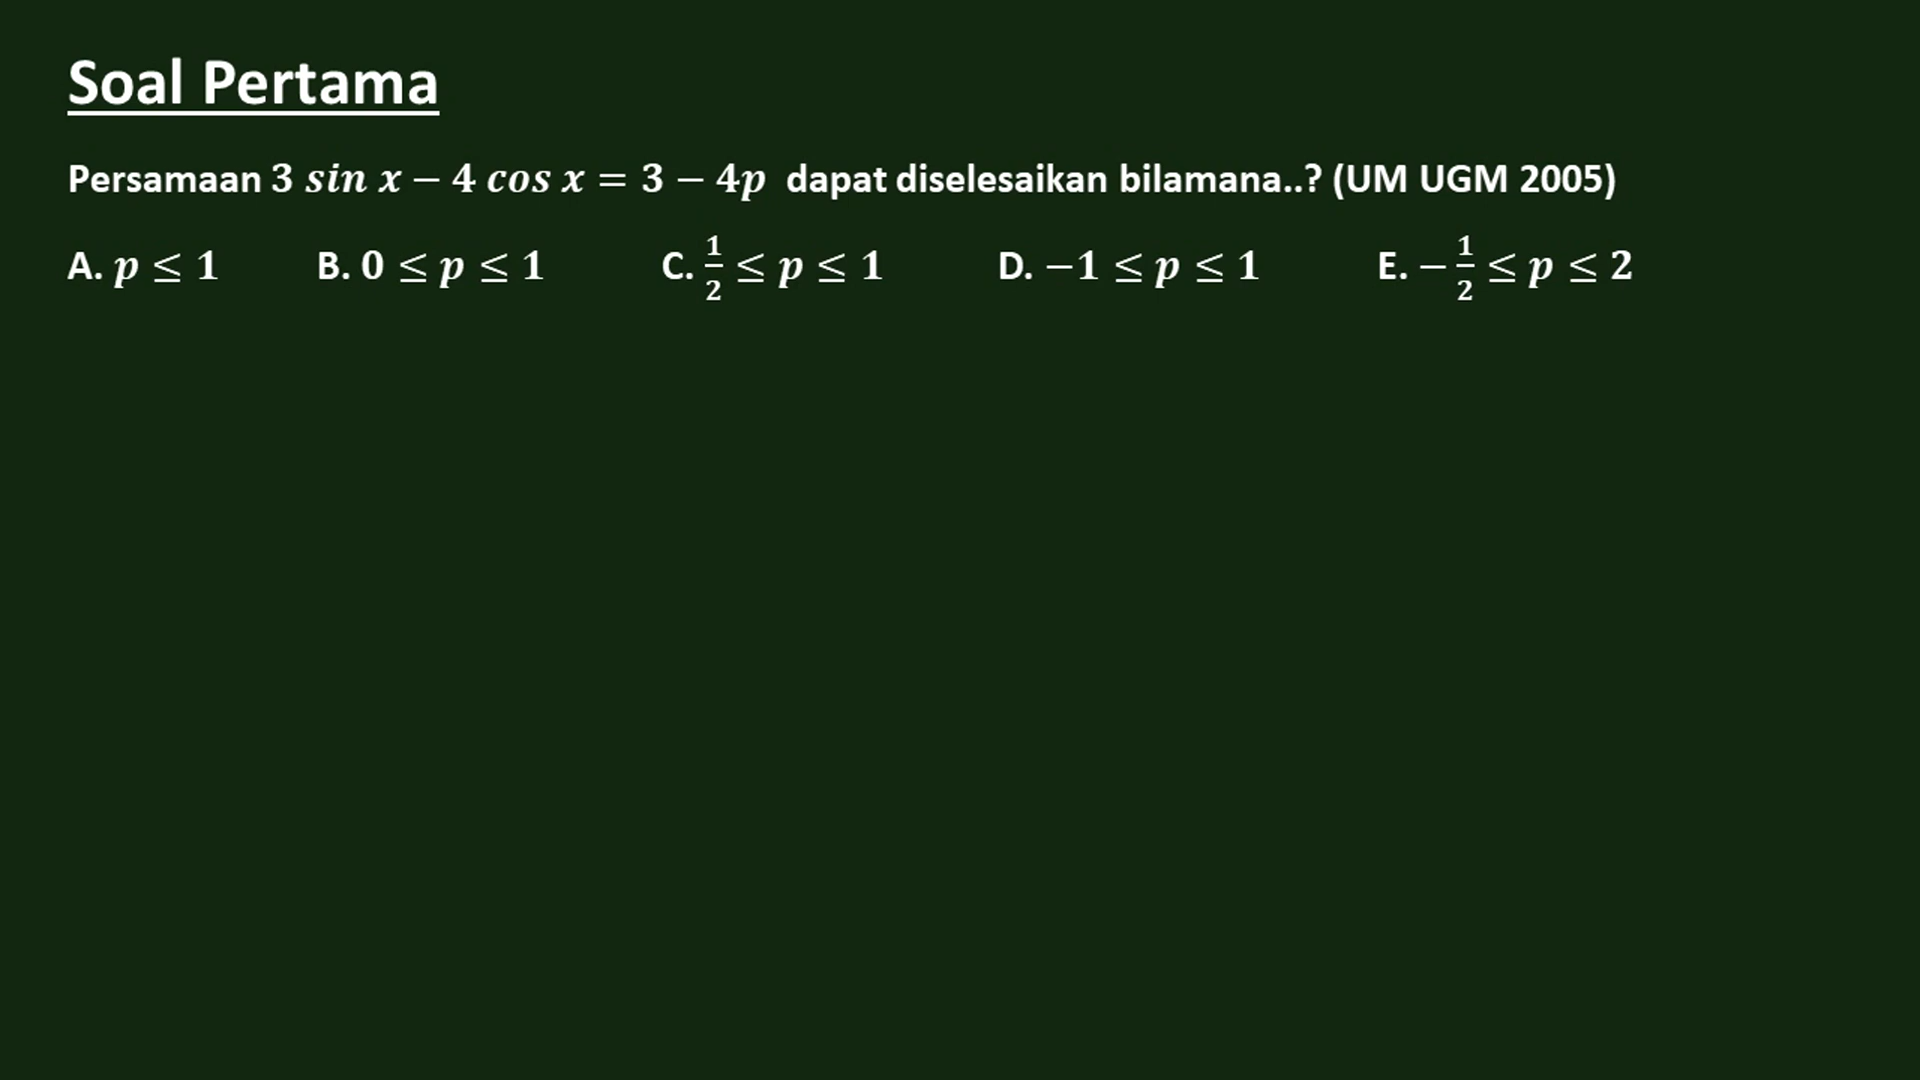 Soal Pertama
Persamaan 3 sin x − 4 cos x = 3 − 4p dapat diselesaikan bilamana..? (UM UGM 2005)
A. p ≤ 1 B. 0 ≤ p ≤ 1 C. 1/2 ≤ p ≤ 1 D. −1 ≤ p ≤ 1 E. −1/2 ≤ p ≤ 2